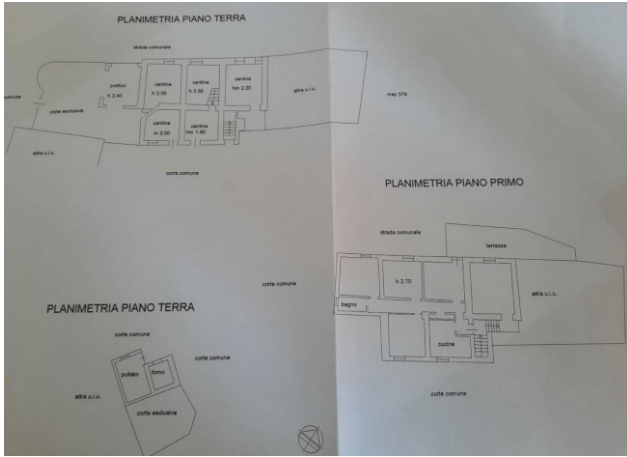 PLANIMETRIA PIANO TERRA
strada comunale
portico
h 2.40
cantina
h 2.05
cantina
h 2.30
cantina
hm 2.20
altra u.i.u.
corte esclusiva
cantina
m 2.00
cantina
hm 1.80
altra u.i.u.
corte comune
PLANIMETRIA PIANO PRIMO
strada comunale
terrazza
h 2.70
altra u.i.u.
bagno
cucina
corte comune
corte comune
PLANIMETRIA PIANO TERRA
corte comune
corte comune
pollaio
forno
altra u.i.u.
corte esclusiva